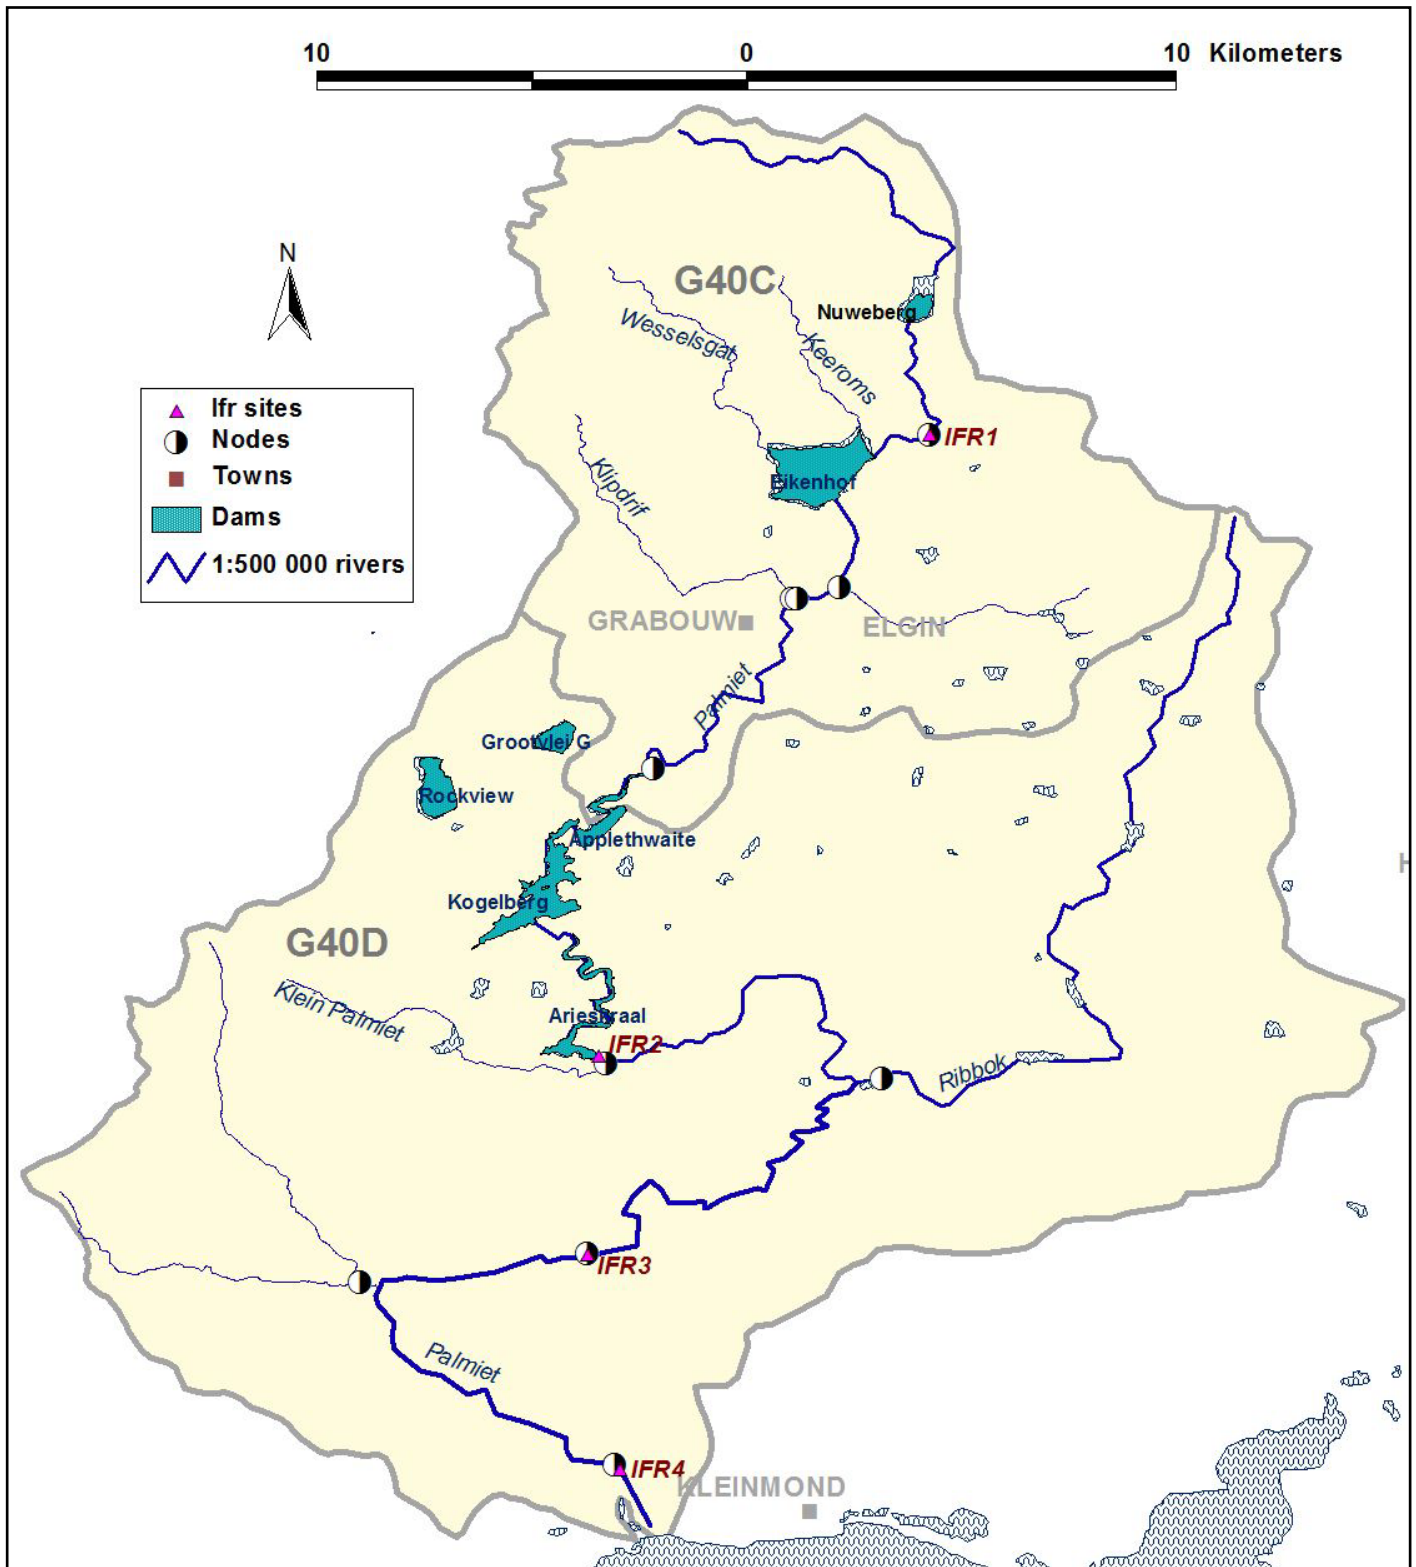 10 0 10 Kilometers
N
G40C
Nuweberg
Wesselsgat
Keeroms
Ifr sites
Nodes
Towns
Dams
1:500 000 rivers
IFR1
Eikenhof
Klipdrif
GRABOUW
ELGIN
Palmiet
Grootvlei G
Rockview
Applethwaite
H
Kogelberg
G40D
Klein Palmiet
Arieskraal
IFR2
Ribbok
IFR3
Palmiet
IFR4
KLEINMOND